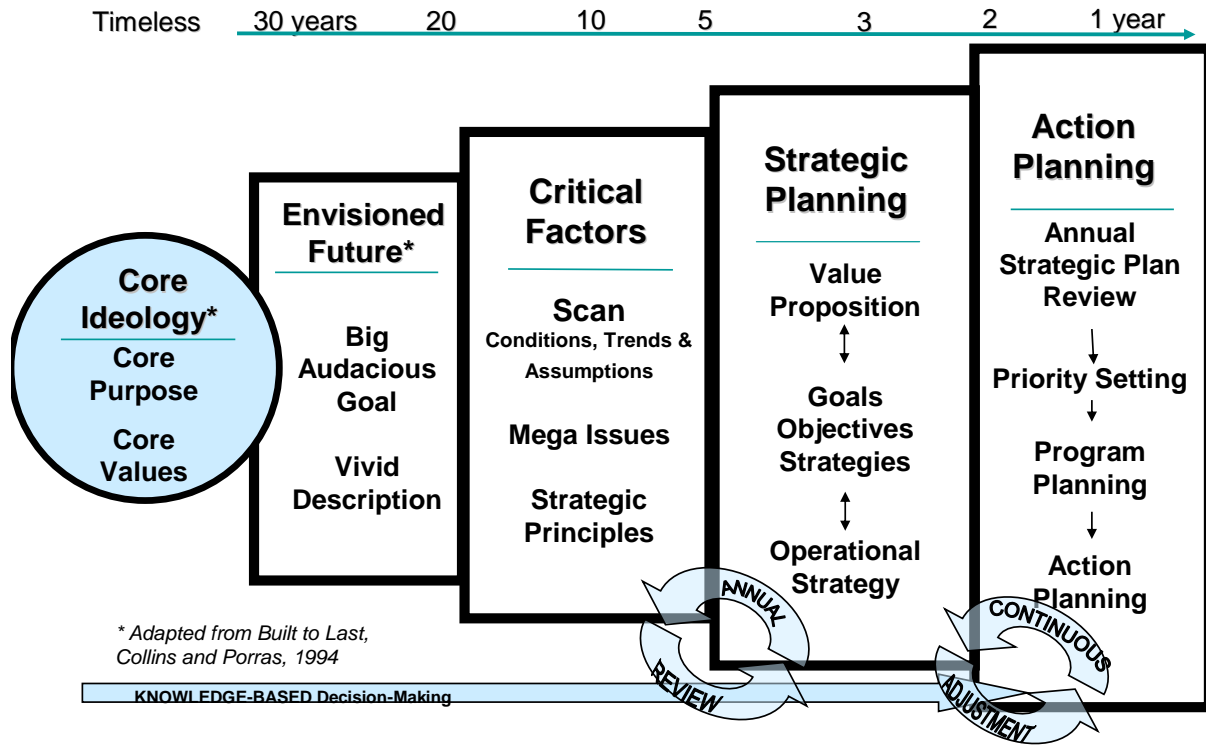 Timeless 30 years 20 10 5 3 2 1 year
Core
Ideology*
Core
Purpose
Core
Values
Envisioned
Future*
Big
Audacious
Goal
Vivid
Description
Critical
Factors
Scan
Conditions, Trends &
Assumptions
Mega Issues
Strategic
Principles
Strategic
Planning
Value
Proposition
Goals
Objectives
Strategies
Operational
Strategy
Action
Planning
Annual
Strategic Plan
Review
Priority Setting
Program
Planning
Action
Planning
ANNUAL
REVIEW
CONTINUOUS
ADJUSTMENT
* Adapted from Built to Last,
Collins and Porras, 1994
KNOWLEDGE-BASED Decision-Making